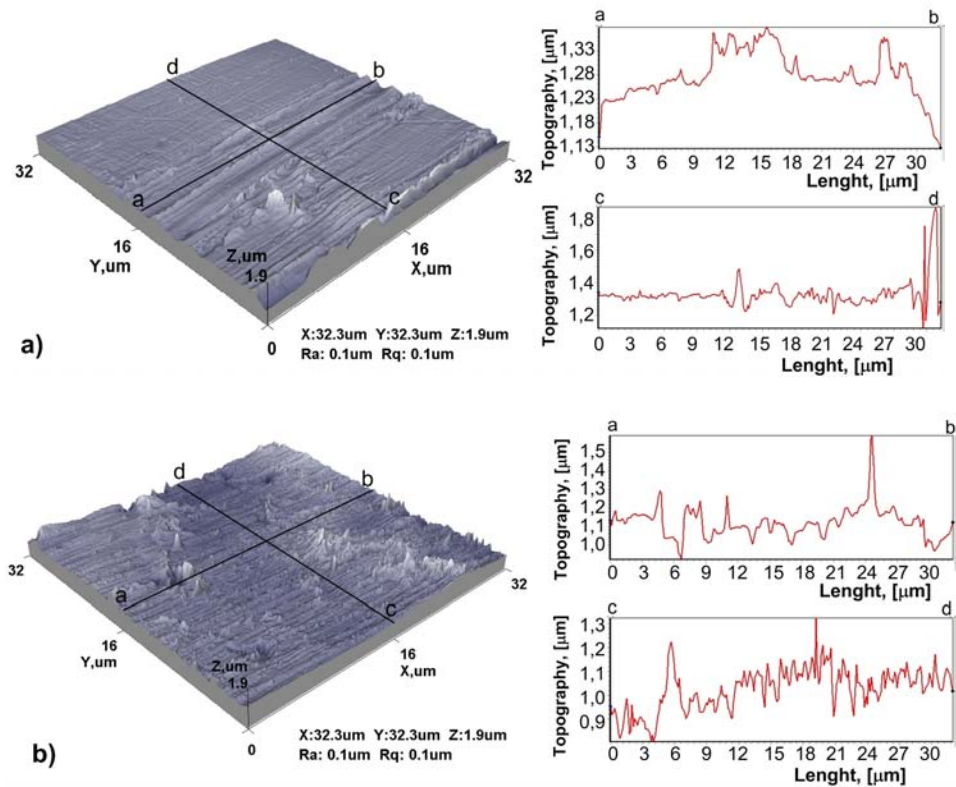 a)
d
b
a
c
32
16
Y,um
Z,um
1.9
0
16
X,um
32
X:32.3um Y:32.3um Z:1.9um
Ra: 0.1um Rq: 0.1um
a b
Topography, [μm]
1,33
1,28
1,23
1,18
1,13
0 3 6 9 12 15 18 21 24 27 30
Lenght, [μm]
c d
Topography, [μm]
1,8
1,6
1,4
1,2
0 3 6 9 12 15 18 21 24 27 30
Lenght, [μm]
b)
d
b
a
c
32
16
Y,um
Z,um
1.9
0
16
X,um
32
X:32.3um Y:32.3um Z:1.9um
Ra: 0.1um Rq: 0.1um
a b
Topography, [μm]
1,5
1,4
1,3
1,2
1,1
1,0
0 3 6 9 12 15 18 21 24 27 30
Lenght, [μm]
c d
Topography, [μm]
1,3
1,2
1,1
1,0
0,9
0 3 6 9 12 15 18 21 24 27 30
Lenght, [μm]